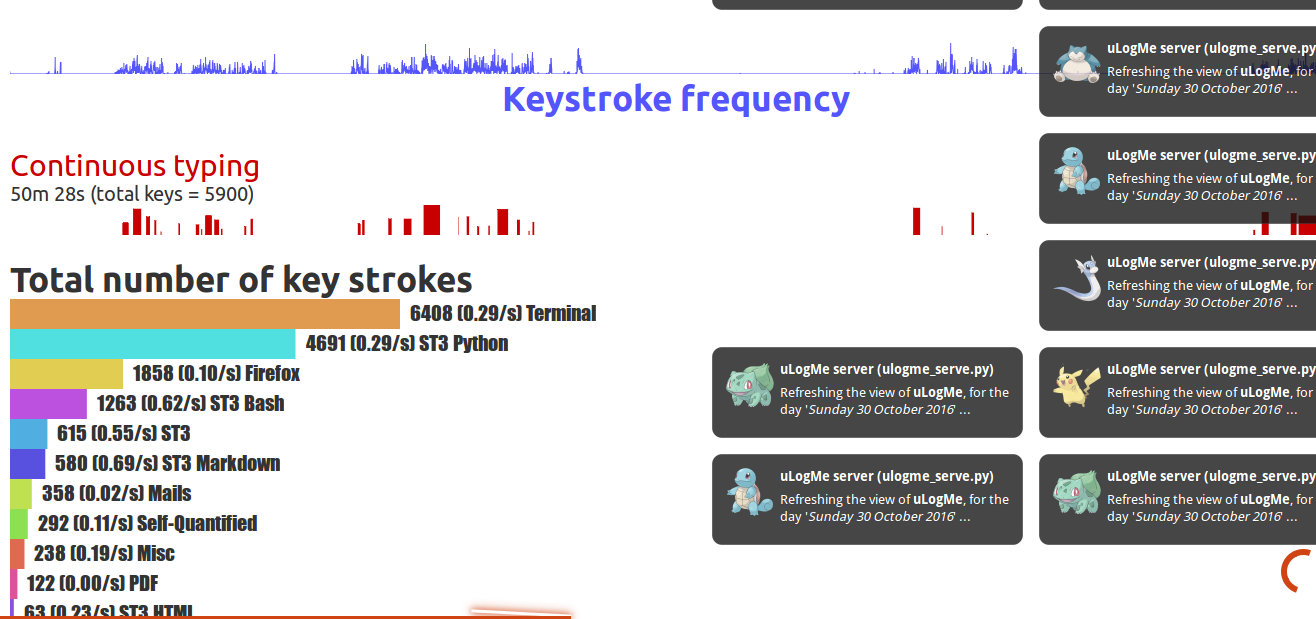 Keystroke frequency
Continuous typing
50m 28s (total keys = 5900)
Total number of key strokes
6408 (0.29/s) Terminal
4691 (0.29/s) ST3 Python
1858 (0.10/s) Firefox
1263 (0.62/s) ST3 Bash
615 (0.55/s) ST3
580 (0.69/s) ST3 Markdown
358 (0.02/s) Mails
292 (0.11/s) Self-Quantified
238 (0.19/s) Misc
122 (0.00/s) PDF
63 (0.23/s) ST3 HTML
uLogMe server (ulogme_serve.py)
Refreshing the view of uLogMe, for the
day 'Sunday 30 October 2016' ...
uLogMe server (ulogme_serve.py)
Refreshing the view of uLogMe, for the
day 'Sunday 30 October 2016' ...
uLogMe server (ulogme_serve.py
Refreshing the view of uLogMe, for
day 'Sunday 30 October 2016' ...
uLogMe server (ulogme_serve.py
Refreshing the view of uLogMe, for
day 'Sunday 30 October 2016' ...
uLogMe server (ulogme_serve.py
Refreshing the view of uLogMe, for
day 'Sunday 30 October 2016' ...
uLogMe server (ulogme_serve.py
Refreshing the view of uLogMe, for
day 'Sunday 30 October 2016' ...
uLogMe server (ulogme_serve.py
Refreshing the view of uLogMe, for
day 'Sunday 30 October 2016' ...